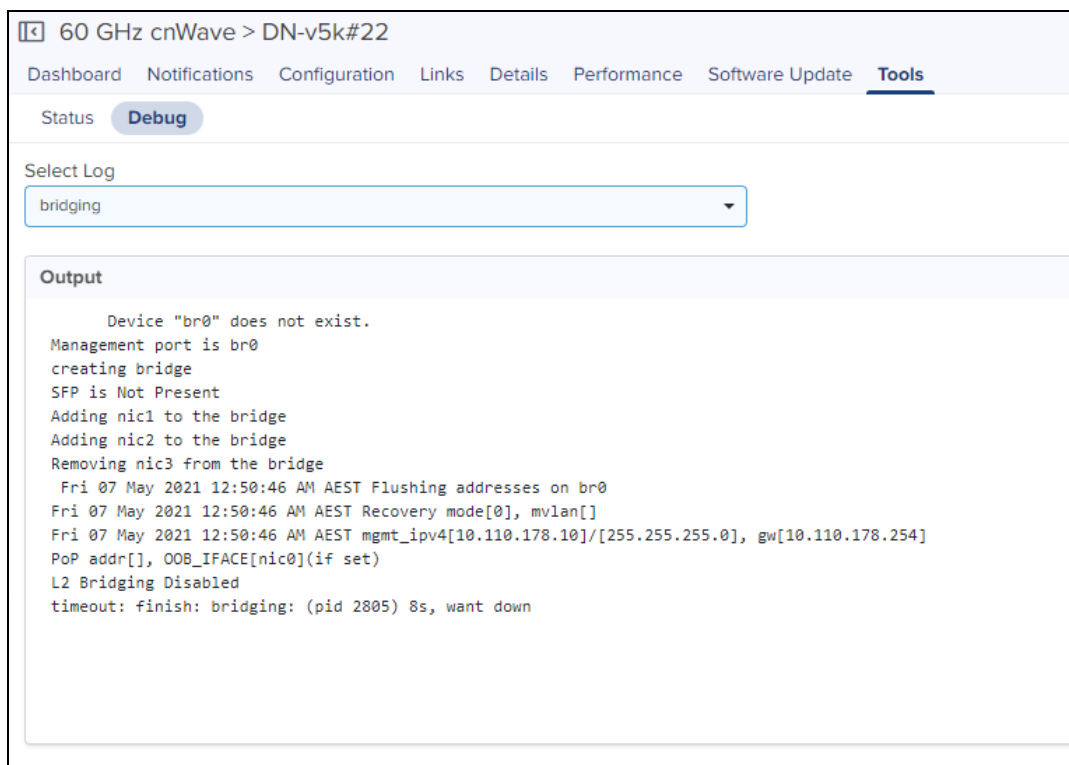 60 GHz cnWave > DN-v5k#22
Dashboard Notifications Configuration Links Details Performance Software Update Tools
Status Debug
Select Log
bridging
Output
Device "br0" does not exist.
Management port is br0
creating bridge
SFP is Not Present
Adding nic1 to the bridge
Adding nic2 to the bridge
Removing nic3 from the bridge
Fri 07 May 2021 12:50:46 AM AEST Flushing addresses on br0
Fri 07 May 2021 12:50:46 AM AEST Recovery mode[0], mvlan[]
Fri 07 May 2021 12:50:46 AM AEST mgmt_ipv4[10.110.178.10]/[255.255.255.0], gw[10.110.178.254]
PoP addr[], OOB_IFACE[nic0](if set)
L2 Bridging Disabled
timeout: finish: bridging: (pid 2805) 8s, want down